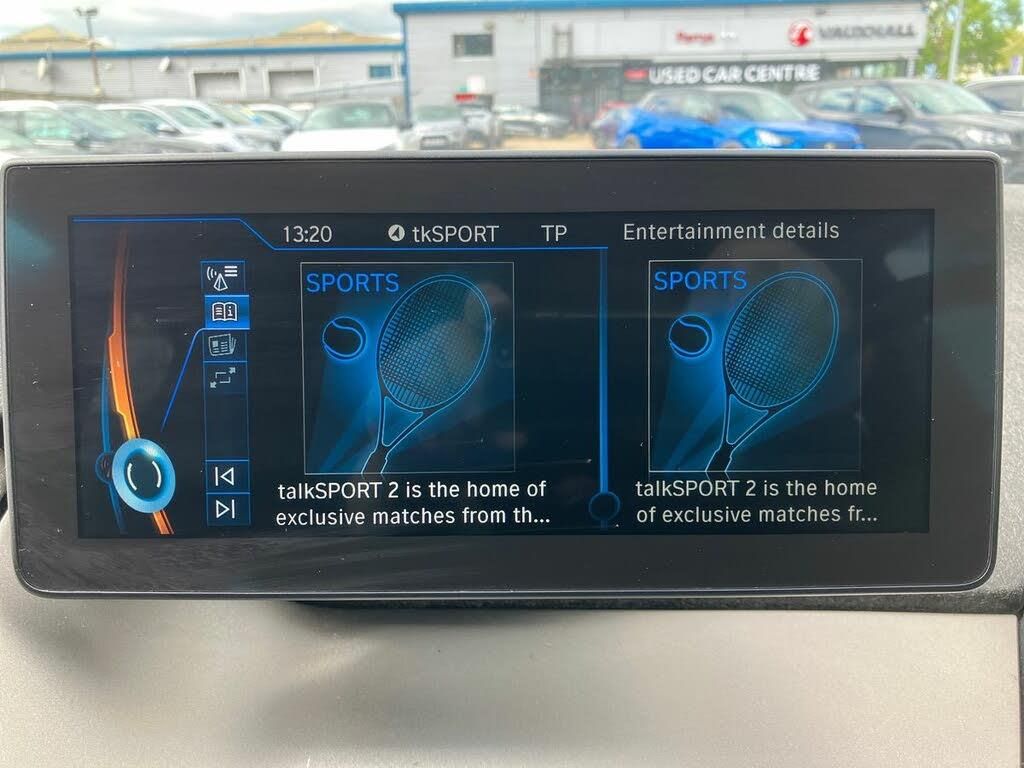 Perrys
VAUXHALL
USED CAR CENTRE
13:20
tkSPORT
TP
Entertainment details
SPORTS
SPORTS
talkSPORT 2 is the home of
exclusive matches from th...
talkSPORT 2 is the home
of exclusive matches fr...